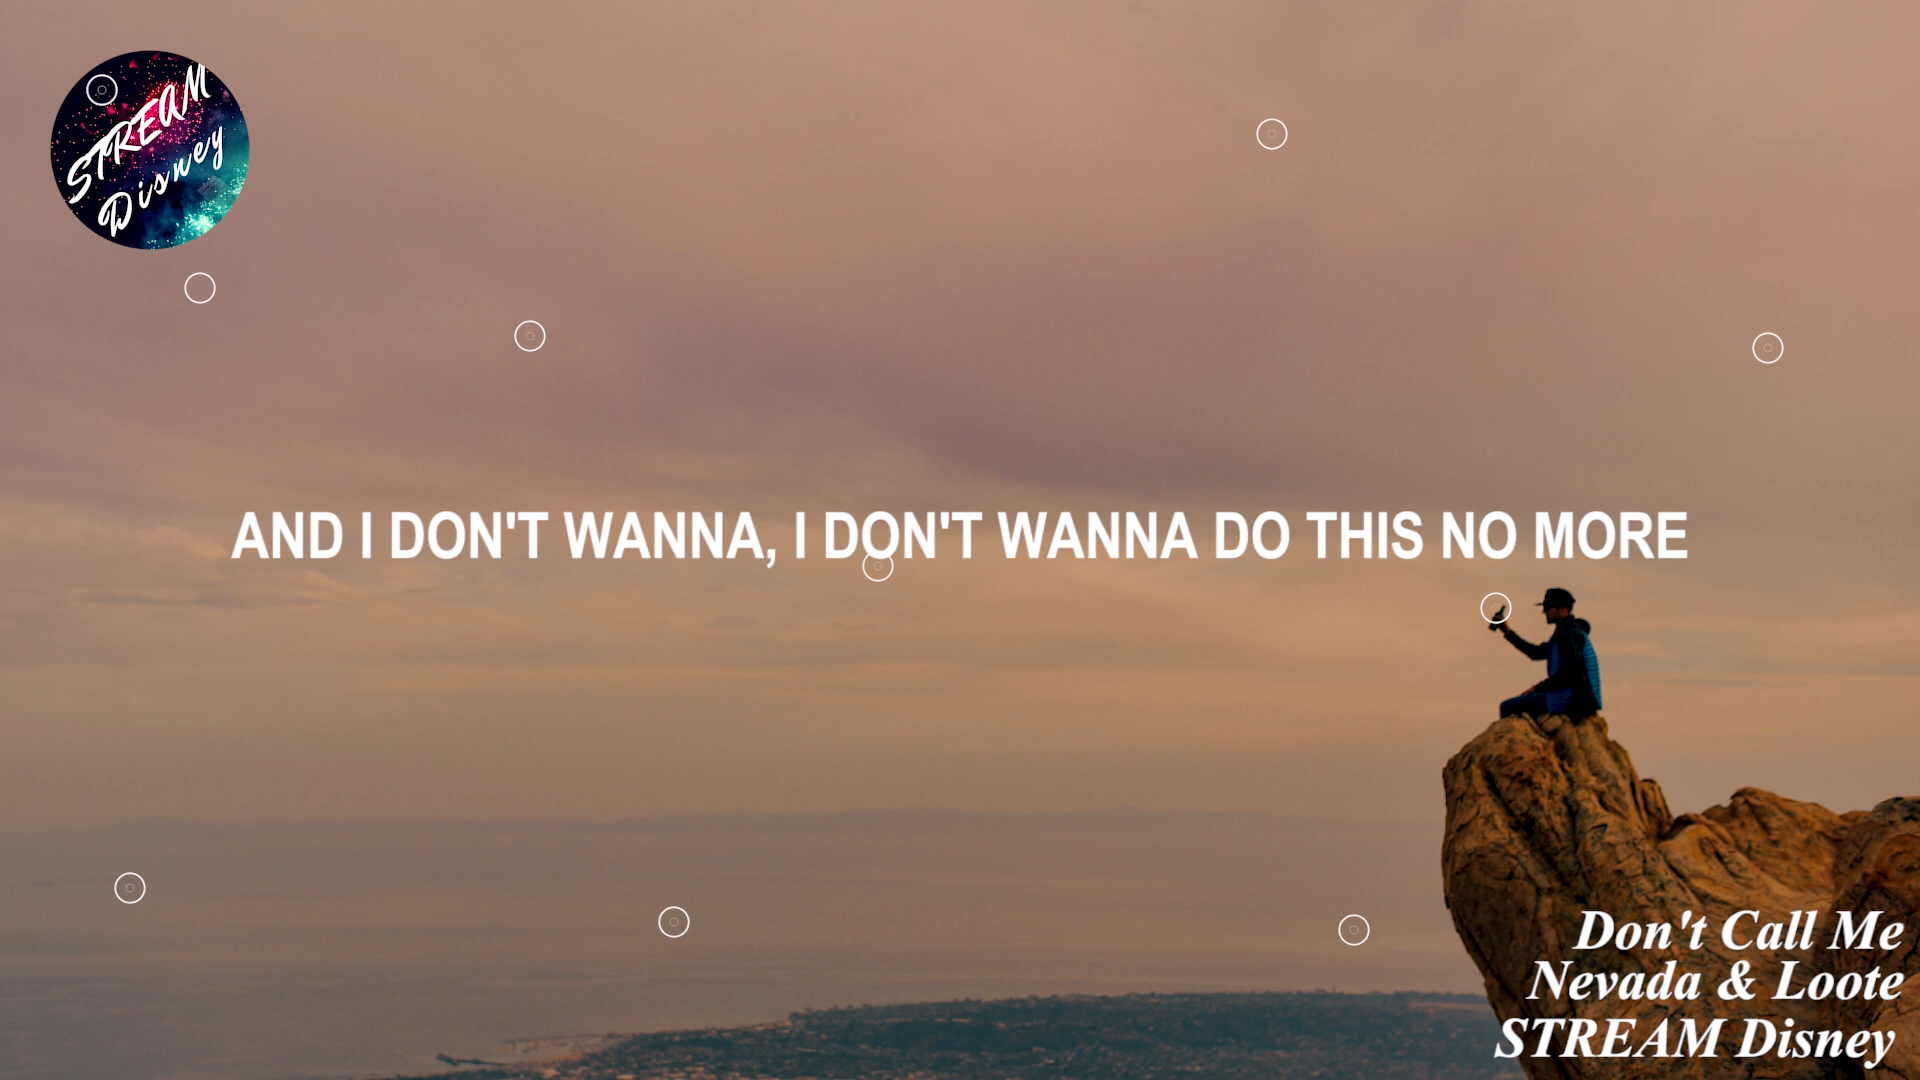 STREAM
Disney
AND I DON'T WANNA, I DON'T WANNA DO THIS NO MORE
Don't Call Me
Nevada & Loote
STREAM Disney